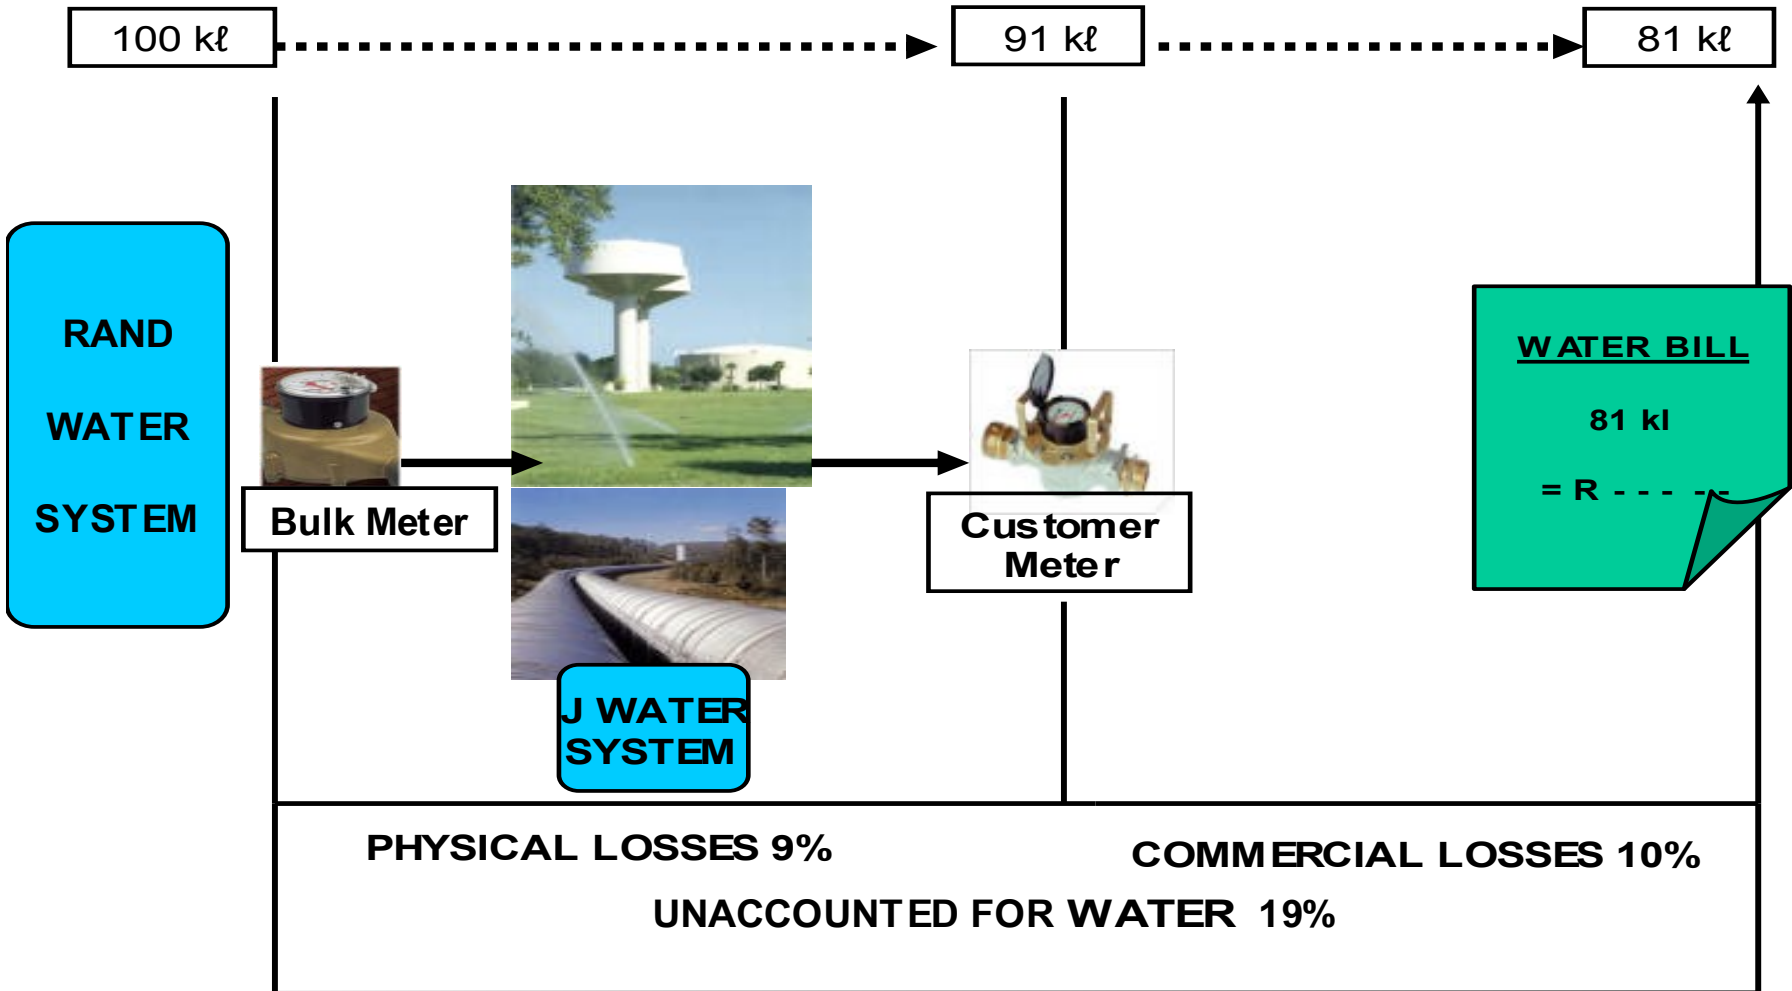 100 kℓ
91 kℓ
81 kℓ
RAND
WATER
SYSTEM
Bulk Meter
J WATER
SYSTEM
Customer
Meter
WATER BILL
81 kl
= R - - - - -
PHYSICAL LOSSES 9%
COMMERCIAL LOSSES 10%
UNACCOUNTED FOR WATER 19%